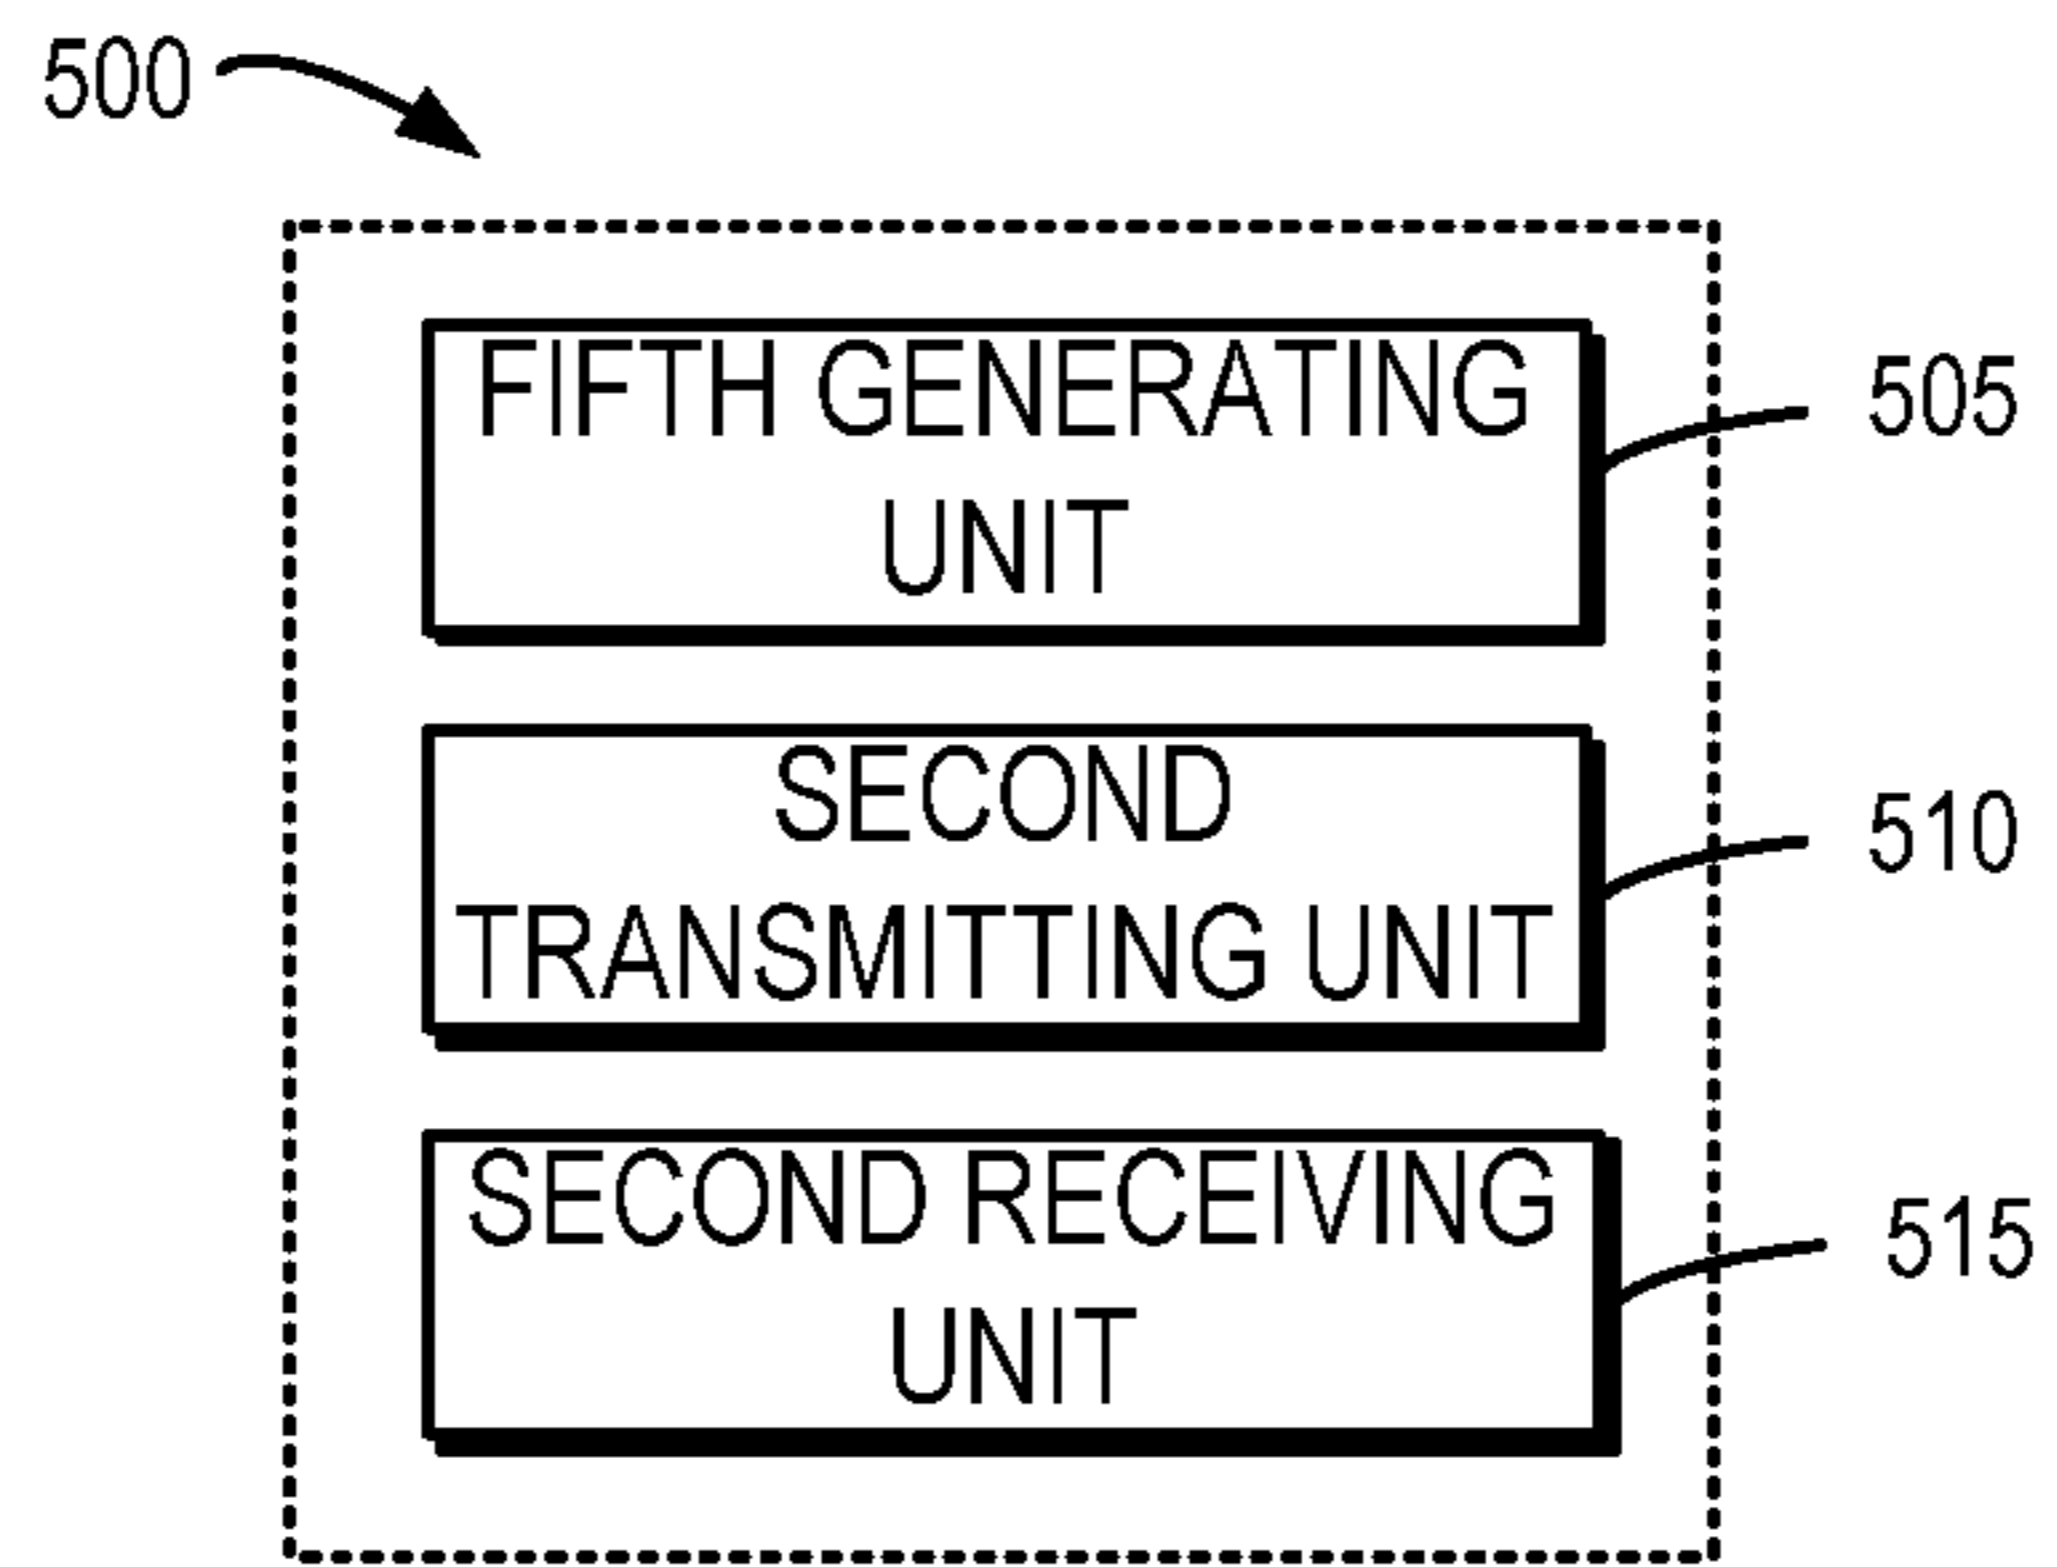 500
FIFTH GENERATING
UNIT
505
SECOND
TRANSMITTING UNIT
510
SECOND RECEIVING
UNIT
515